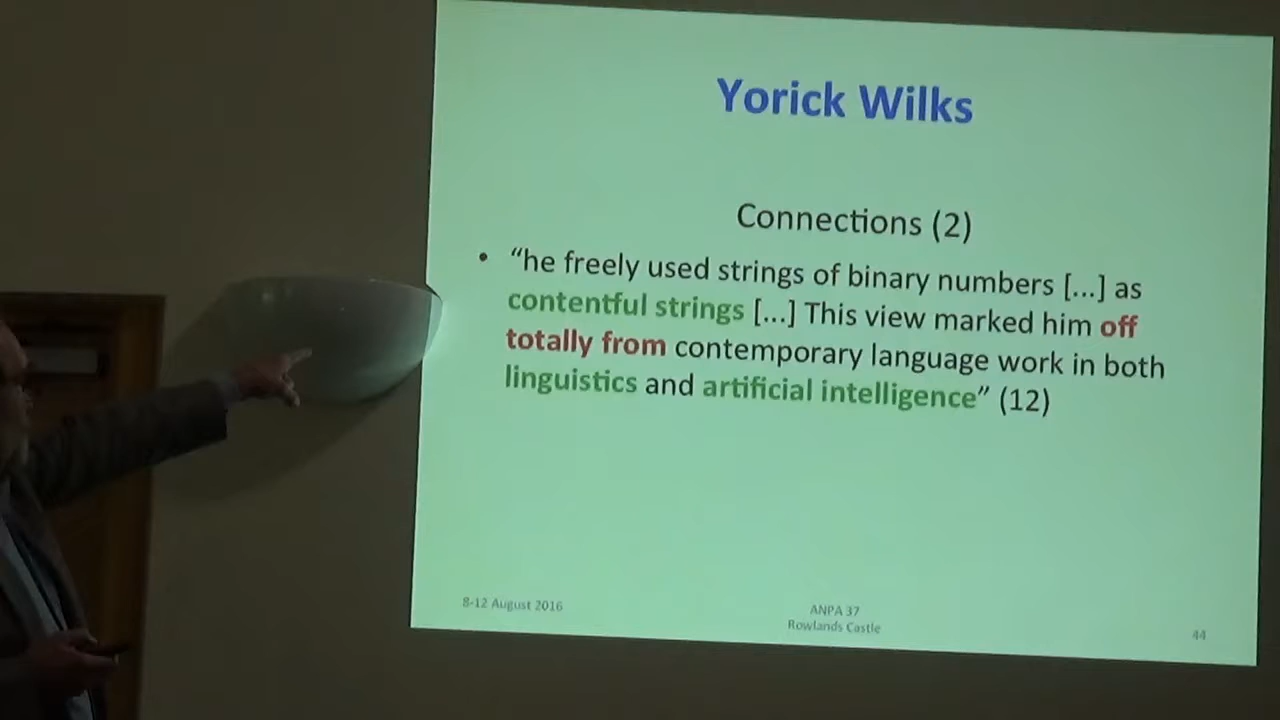 Yorick Wilks
Connections (2)
• “he freely used strings of binary numbers [...] as
contentful strings [...] This view marked him off
totally from contemporary language work in both
linguistics and artificial intelligence” (12)
8-12 August 2016
ANPA 37
Rowlands Castle
44